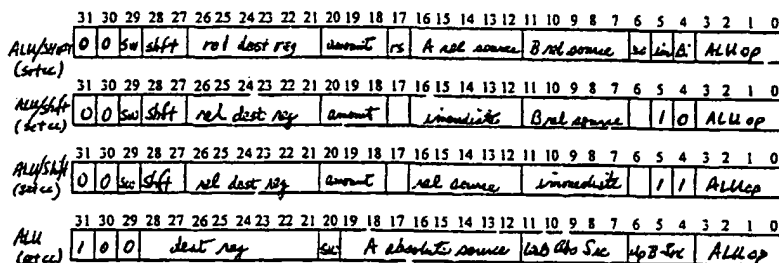 31 30 29 28 27 26 25 24 23 22 21 20 19 18 17 16 15 14 13 12 11 10 9 8 7 6 5 4 3 2 1 0
ALU/Shift 0 0 sw shft rel dest reg amount rs A rel source B rel source sc im Bi ALU op
(setcc)
31 30 29 28 27 26 25 24 23 22 21 20 19 18 17 16 15 14 13 12 11 10 9 8 7 6 5 4 3 2 1 0
ALU/shift 0 0 sw shft rel dest reg amount immediate B rel source 1 0 ALU op
(setcc)
31 30 29 28 27 26 25 24 23 22 21 20 19 18 17 16 15 14 13 12 11 10 9 8 7 6 5 4 3 2 1 0
ALU/Shift 0 0 sw shft rel dest reg amount rel source immediate 1 1 ALU op
(setcc)
31 30 29 28 27 26 25 24 23 22 21 20 19 18 17 16 15 14 13 12 11 10 9 8 7 6 5 4 3 2 1 0
ALU 1 0 0 dest reg A absolute source B Abs Src B Src ALU op
(setcc)